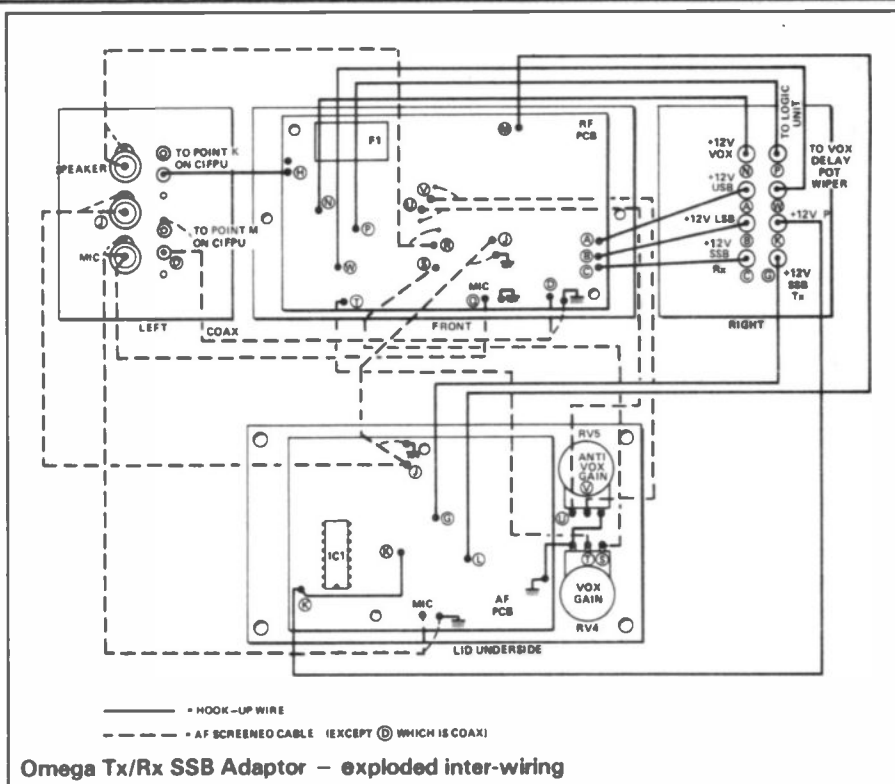 SPEAKER
J
MIC
TO POINT K
ON CIFPU
TO POINT M
ON CIFPU
D
LEFT
COAX
F1
RF
PCB
H
N
P
W
T
V
U
R
S
J
MIC
Q
D
A
B
C
FRONT
+12V
VOX
N
+12V
USB
A
+12V LSB
B
+12V
SSB
Rx
C
TO LOGIC
UNIT
P
TO VOX
DELAY
POT
WIPER
W
+12V P
K
G
+12V
SSB
Tx
RIGHT
J
G
K
L
IC1
K
MIC
AF
PCB
RV5
ANTI
VOX
GAIN
V
U
T
S
VOX
GAIN
RV4
LID UNDERSIDE
= HOOK-UP WIRE
= AF SCREENED CABLE (EXCEPT D WHICH IS COAX)
Omega Tx/Rx SSB Adaptor – exploded inter-wiring